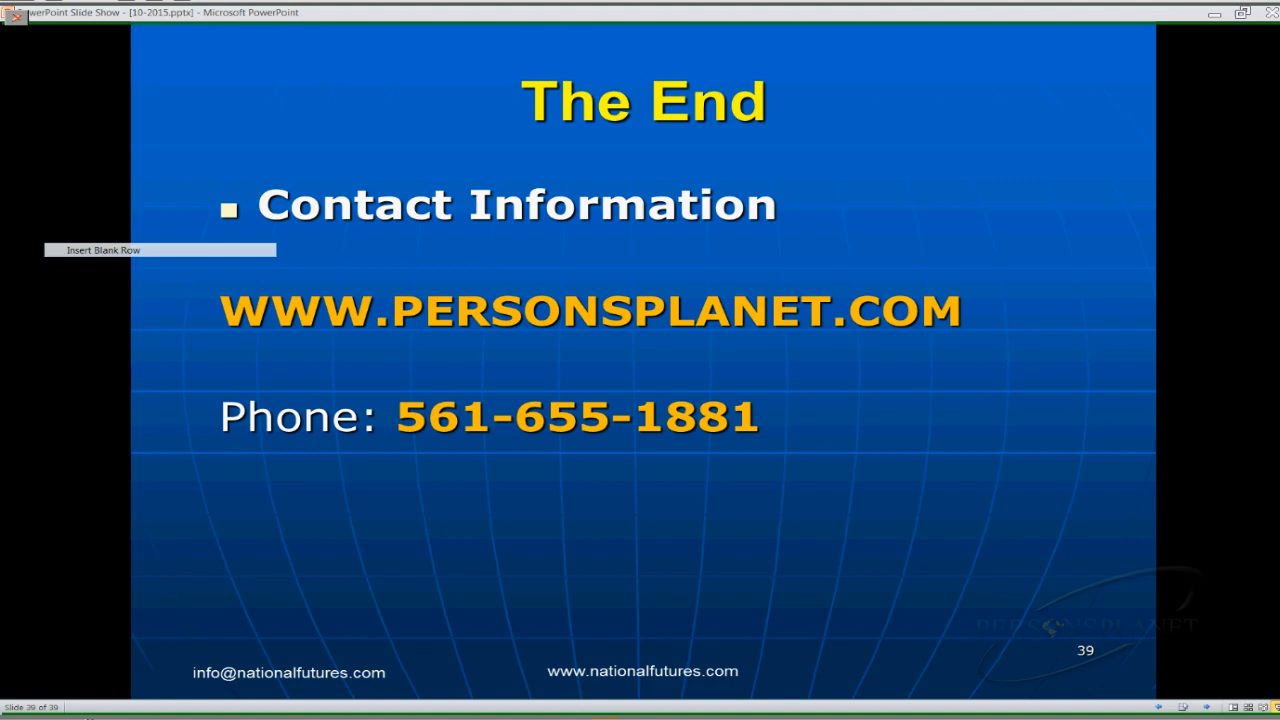 PowerPoint Slide Show - [10-2015.pptx] - Microsoft PowerPoint
The End
Contact Information
Insert Blank Row
WWW.PERSONSPLANET.COM
Phone: 561-655-1881
PERSONSPLANET
39
info@nationalfutures.com www.nationalfutures.com
Slide 39 of 39